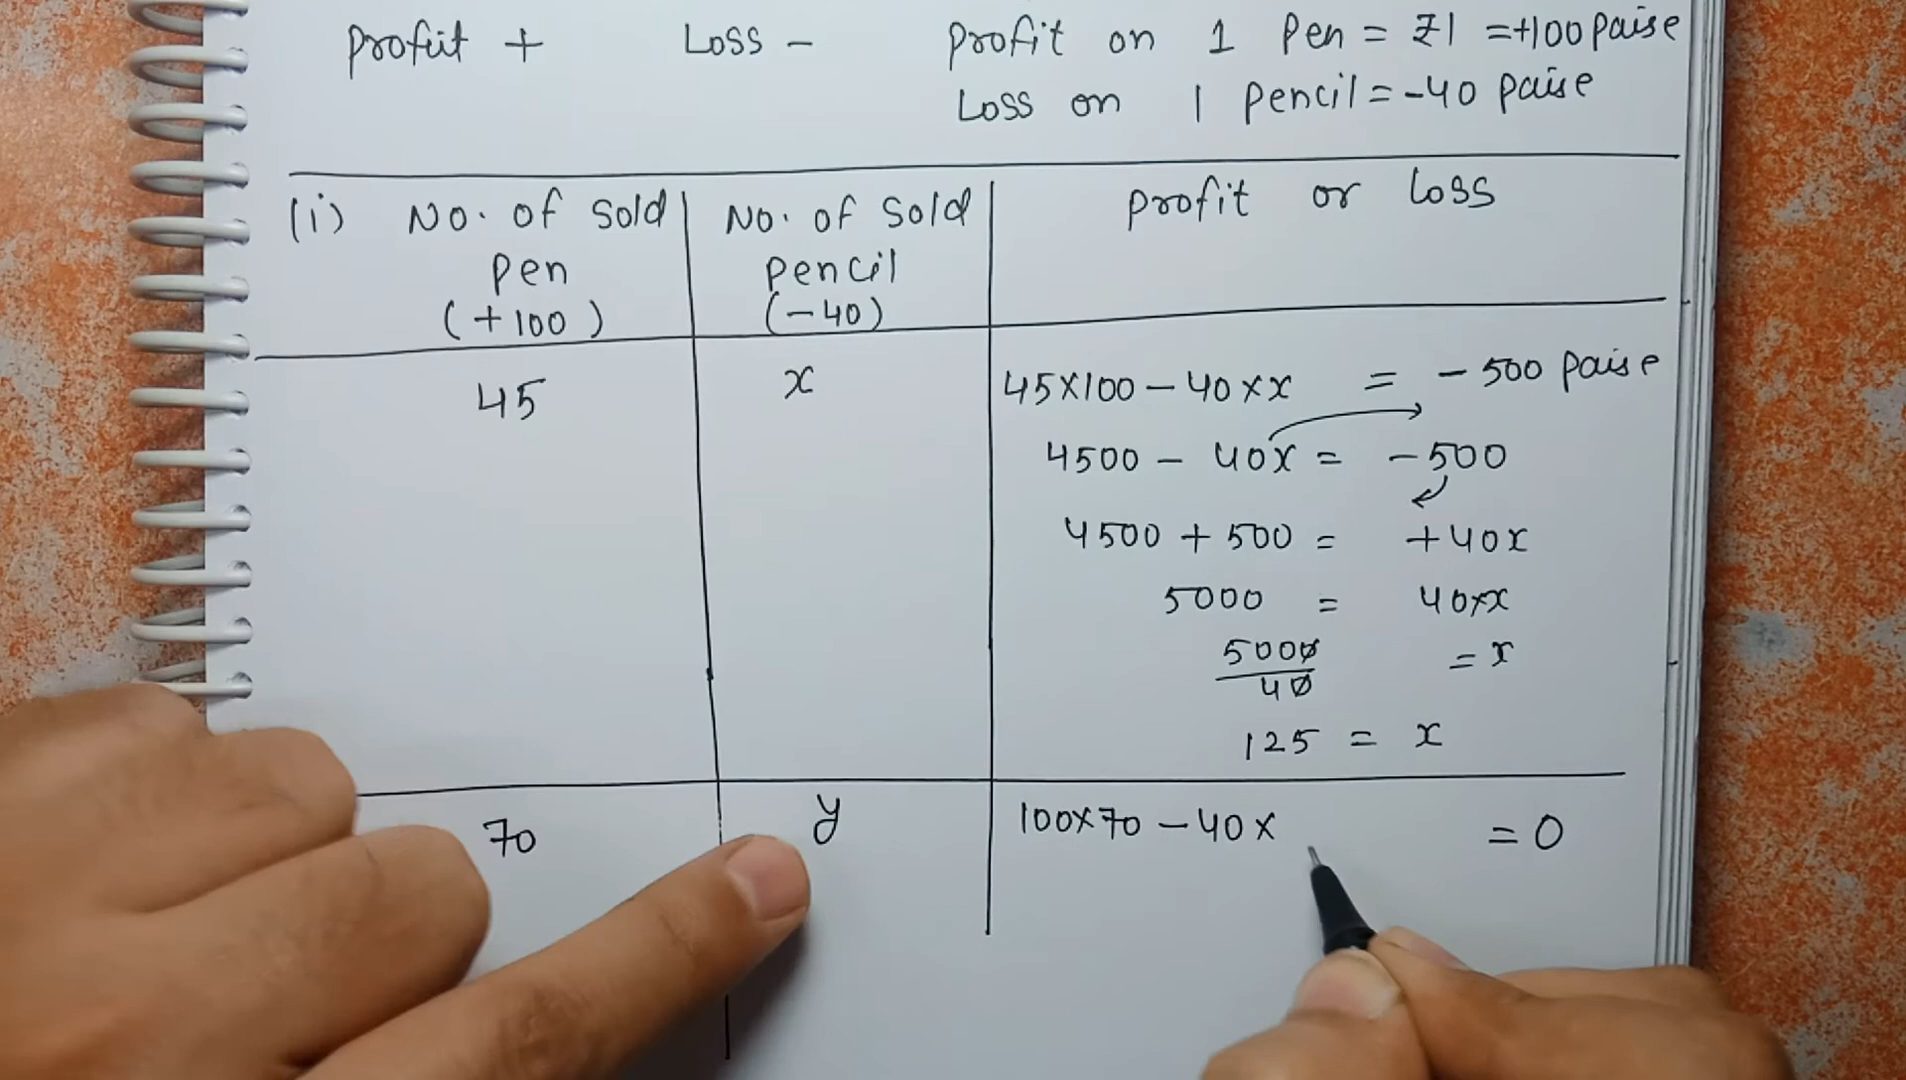 Profit + Loss - Profit on 1 Pen = ₹1 = +100 paise
Loss on 1 pencil = -40 paise
(i) No. of sold pen (+100) No. of sold pencil (-40) Profit or loss
45 x 45×100 - 40×x = - 500 paise
4500 - 40x = - 500
4500 + 500 = +40x
5000 = 40×x
5000/40 = x
125 = x
70 y 100×70 - 40× = 0